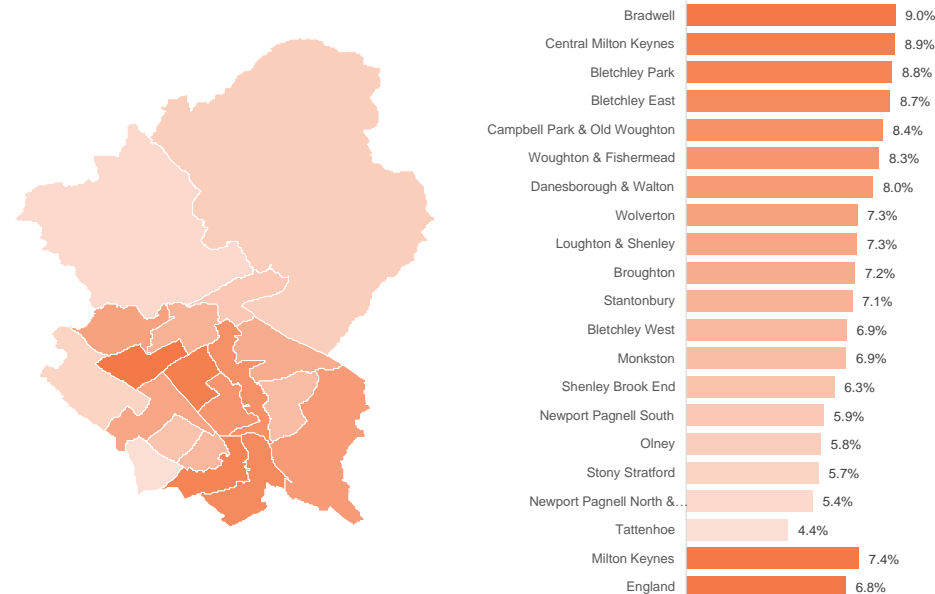 Bradwell 9.0%
Central Milton Keynes 8.9%
Bletchley Park 8.8%
Bletchley East 8.7%
Campbell Park & Old Woughton 8.4%
Woughton & Fishermead 8.3%
Danesborough & Walton 8.0%
Wolverton 7.3%
Loughton & Shenley 7.3%
Broughton 7.2%
Stantonbury 7.1%
Bletchley West 6.9%
Monkston 6.9%
Shenley Brook End 6.3%
Newport Pagnell South 5.9%
Olney 5.8%
Stony Stratford 5.7%
Newport Pagnell North &… 5.4%
Tattenhoe 4.4%
Milton Keynes 7.4%
England 6.8%